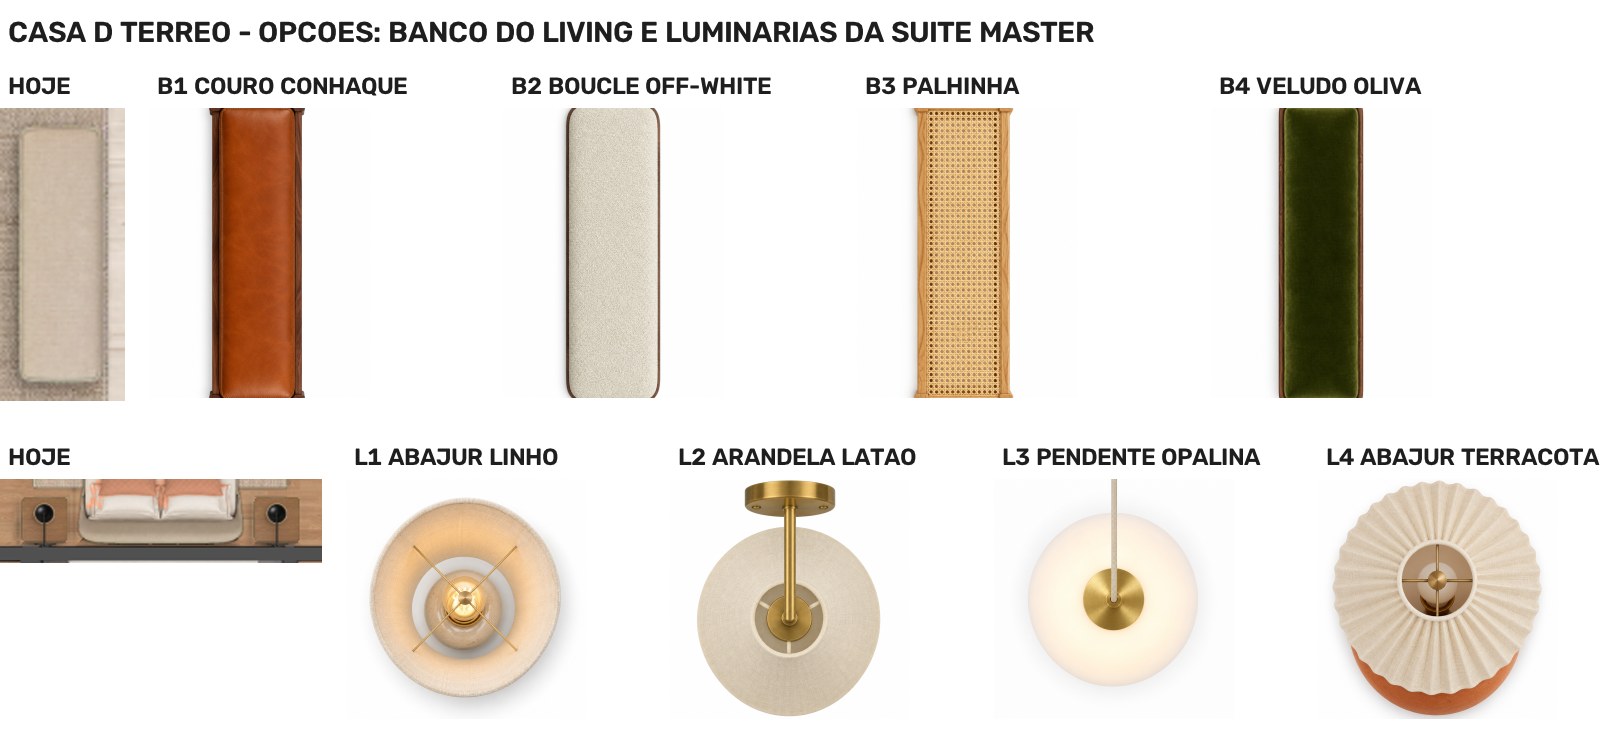 CASA D TERREO - OPCOES: BANCO DO LIVING E LUMINARIAS DA SUITE MASTER
HOJE B1 COURO CONHAQUE B2 BOUCLE OFF-WHITE B3 PALHINHA B4 VELUDO OLIVA
HOJE L1 ABAJUR LINHO L2 ARANDELA LATAO L3 PENDENTE OPALINA L4 ABAJUR TERRACOTA